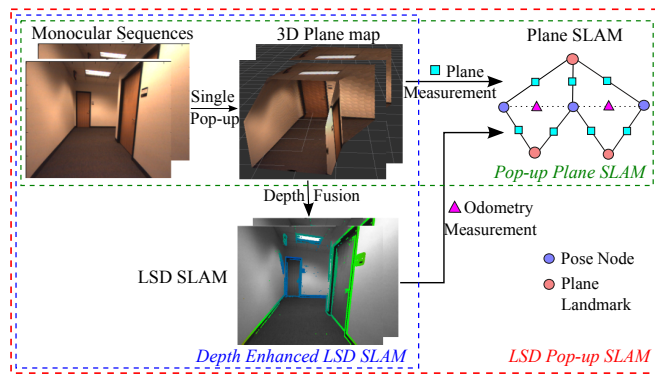 Monocular Sequences
3D Plane map
Plane SLAM
Single
Pop-up
Plane
Measurement
Pop-up Plane SLAM
Depth Fusion
Odometry
Measurement
LSD SLAM
Pose Node
Plane
Landmark
Depth Enhanced LSD SLAM
LSD Pop-up SLAM